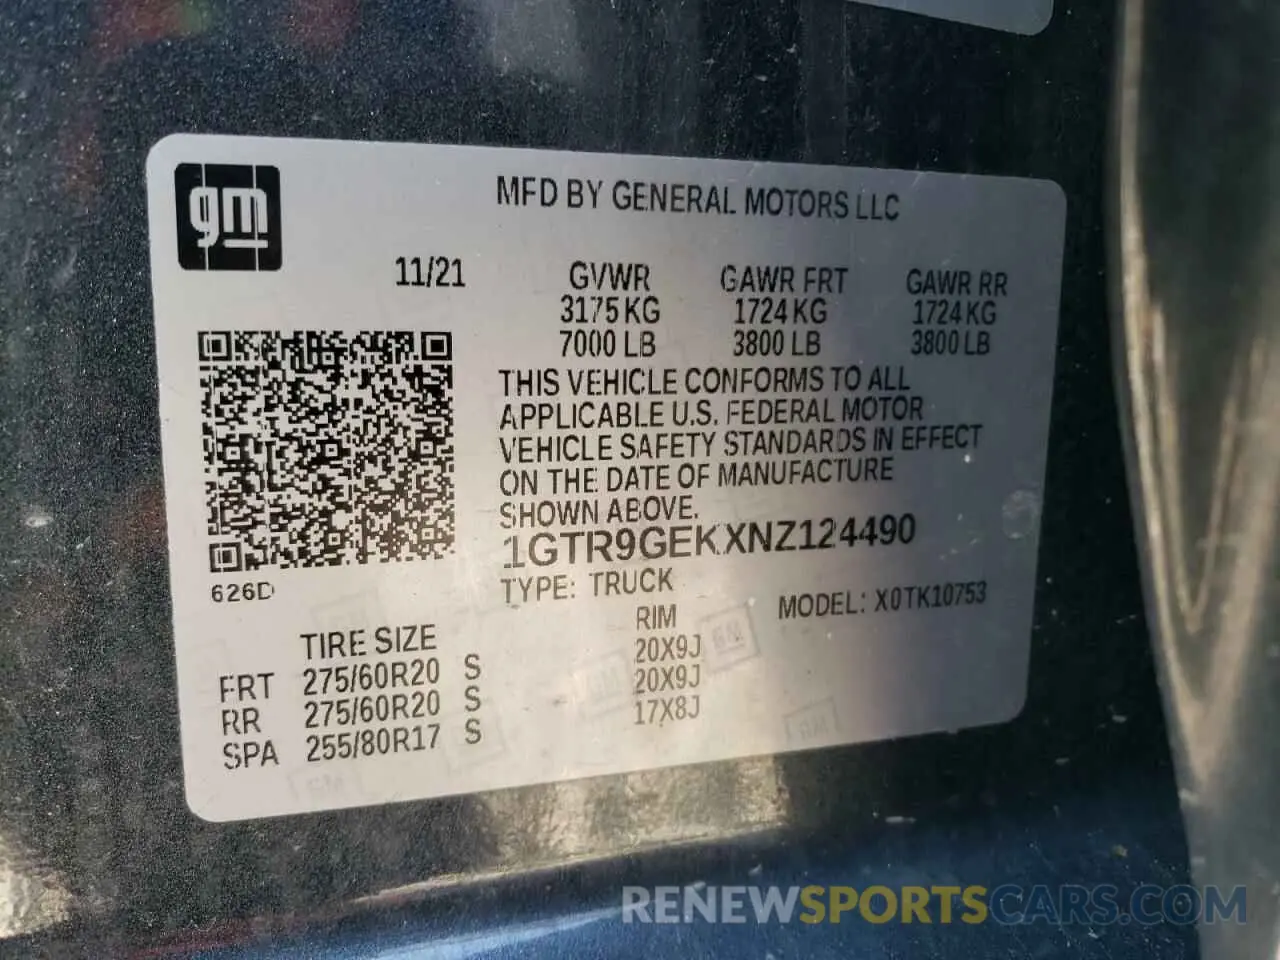 gm
MFD BY GENERAL MOTORS LLC
11/21 GVWR GAWR FRT GAWR RR
3175 KG 1724 KG 1724 KG
7000 LB 3800 LB 3800 LB
THIS VEHICLE CONFORMS TO ALL
APPLICABLE U.S. FEDERAL MOTOR
VEHICLE SAFETY STANDARDS IN EFFECT
ON THE DATE OF MANUFACTURE
SHOWN ABOVE.
1GTR9GEKXNZ124490
626D
TYPE: TRUCK MODEL: X0TK10753
TIRE SIZE RIM
FRT 275/60R20 S 20X9J
RR 275/60R20 S 20X9J
SPA 255/80R17 S 17X8J
RENEWSPORTSCARS.COM